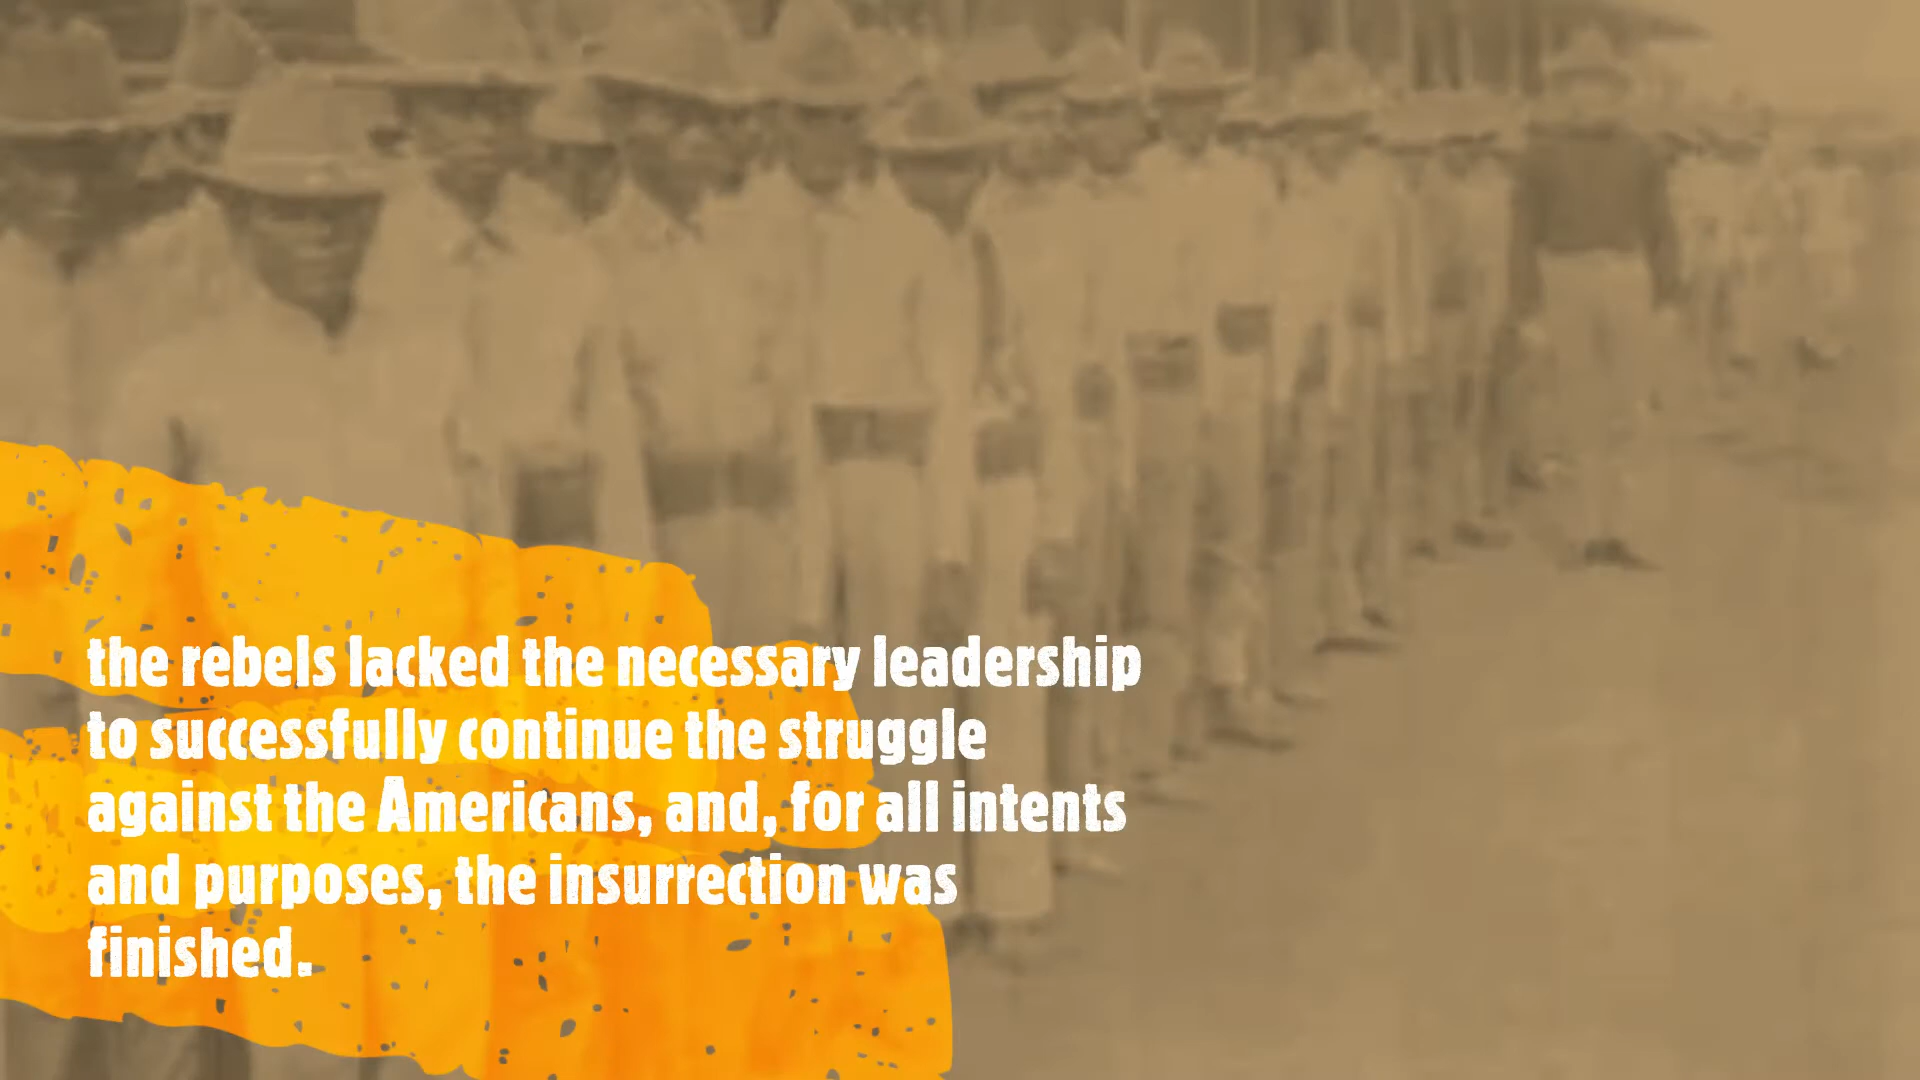 the rebels lacked the necessary leadership
to successfully continue the struggle
against the Americans, and, for all intents
and purposes, the insurrection was
finished.